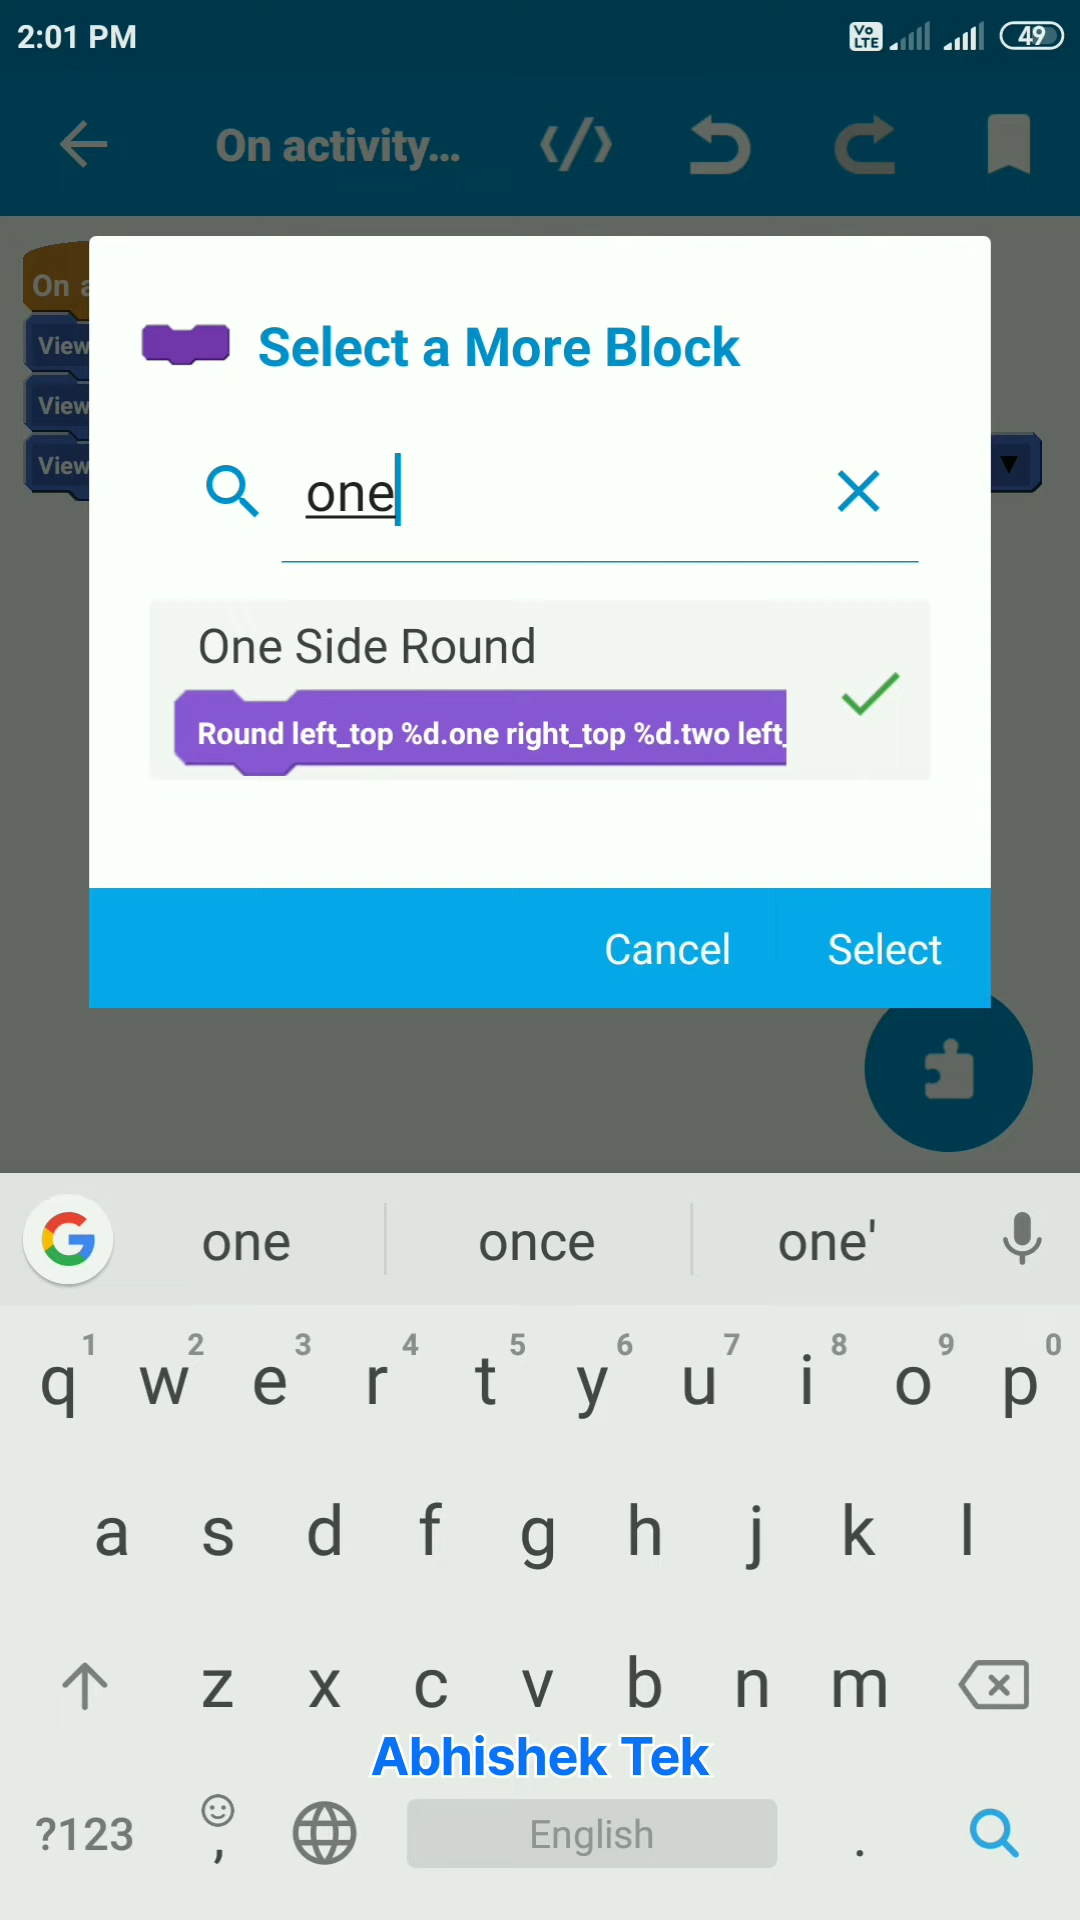 2:01 PM
Vo
LTE
49
On activity...
On a
View
View
View
Select a More Block
one
One Side Round
Round left_top %d.one right_top %d.two left_
Cancel
Select
one
once
one'
1 2 3 4 5 6 7 8 9 0
q w e r t y u i o p
a s d f g h j k l
z x c v b n m
Abhishek Tek
?123
,
English
.